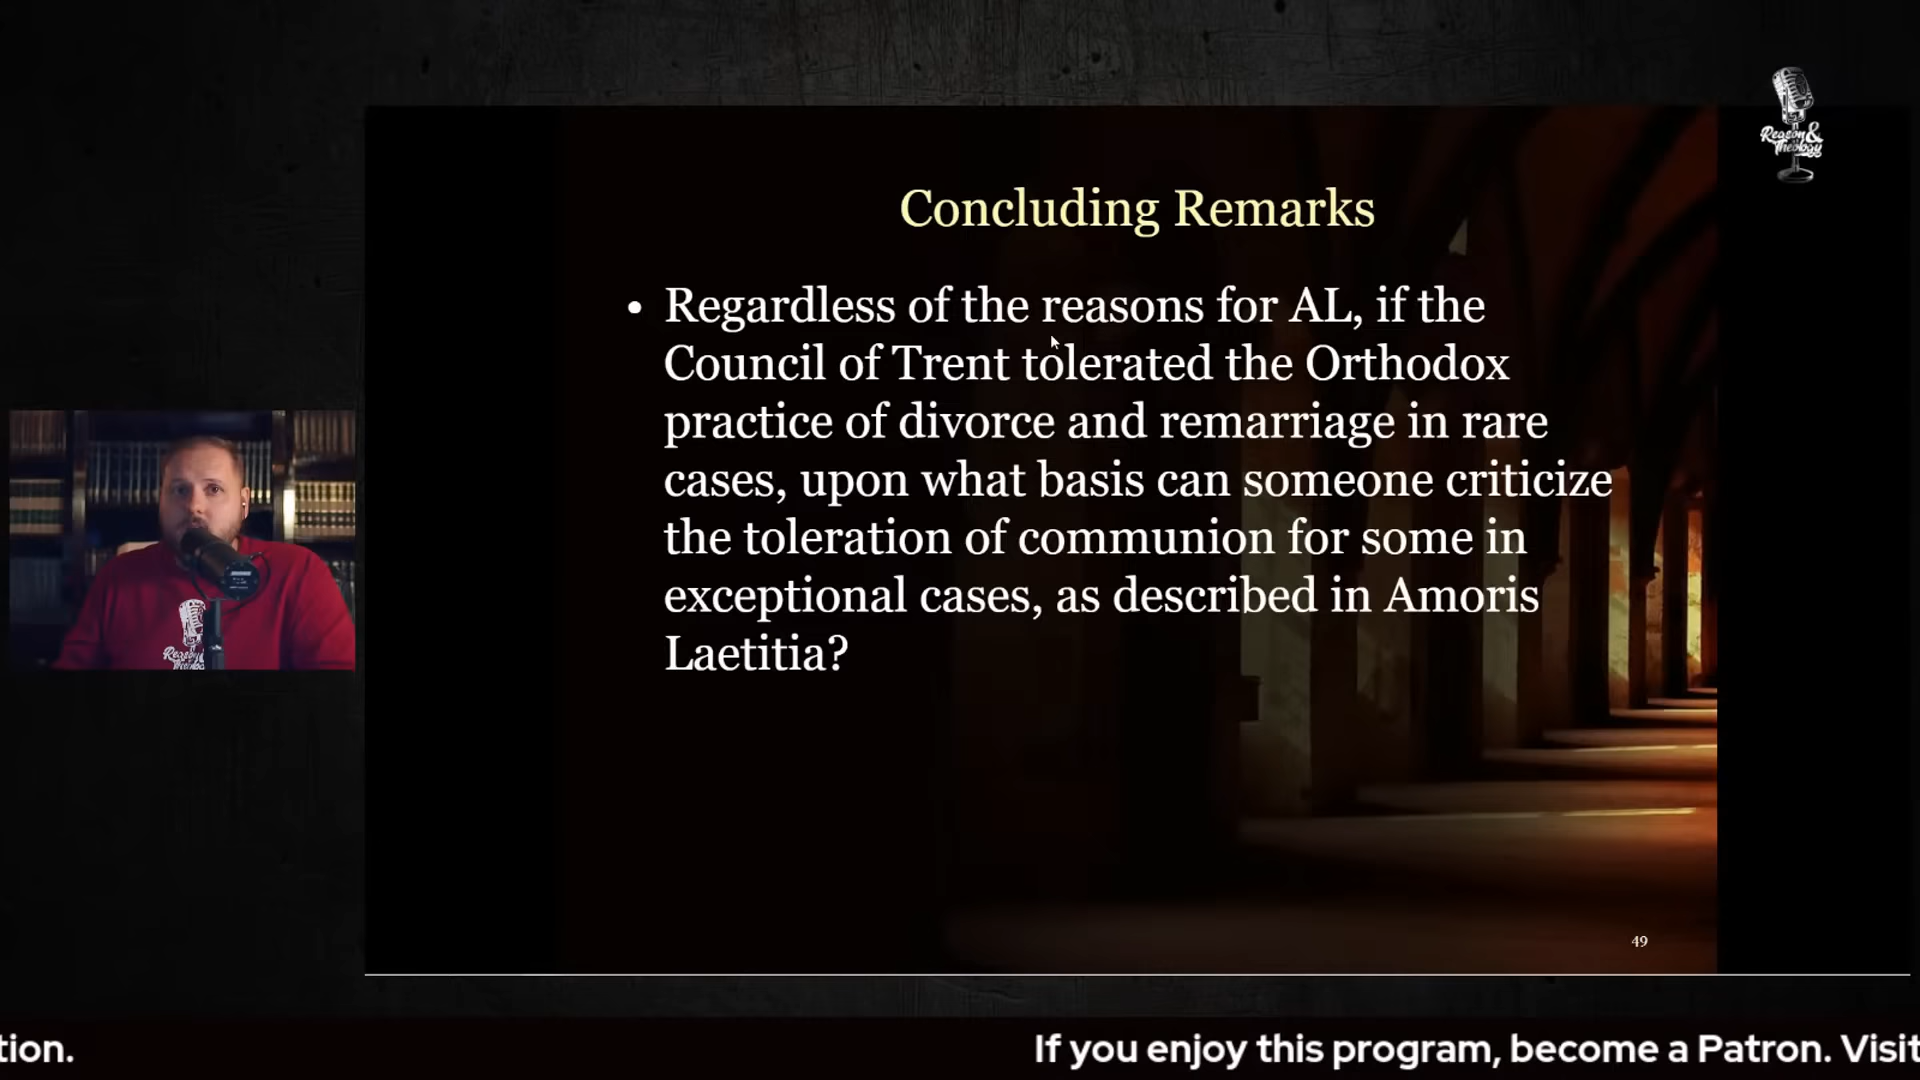 Reason &
Theology
Concluding Remarks
• Regardless of the reasons for AL, if the
Council of Trent tolerated the Orthodox
practice of divorce and remarriage in rare
cases, upon what basis can someone criticize
the toleration of communion for some in
exceptional cases, as described in Amoris
Laetitia?
49
tion.
If you enjoy this program, become a Patron. Visit